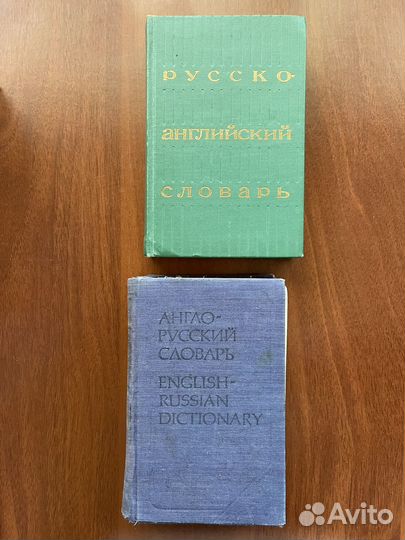 РУССКО-
АНГЛИЙСКИЙ
СЛОВАРЬ
АНГЛО-
РУССКИЙ
СЛОВАРЬ
ENGLISH-
RUSSIAN
DICTIONARY
Avito